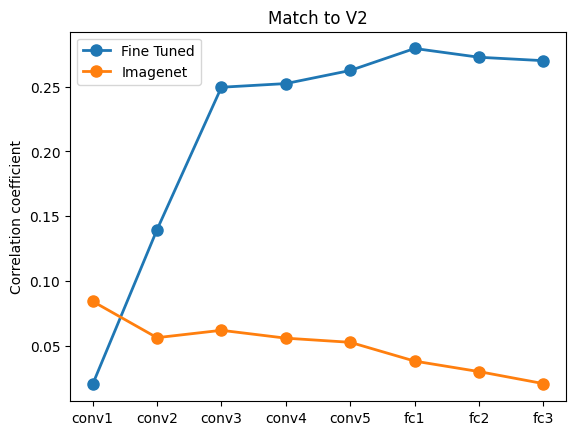 Match to V2
Fine Tuned
Imagenet
Correlation coefficient
0.25
0.20
0.15
0.10
0.05
conv1 conv2 conv3 conv4 conv5 fc1 fc2 fc3